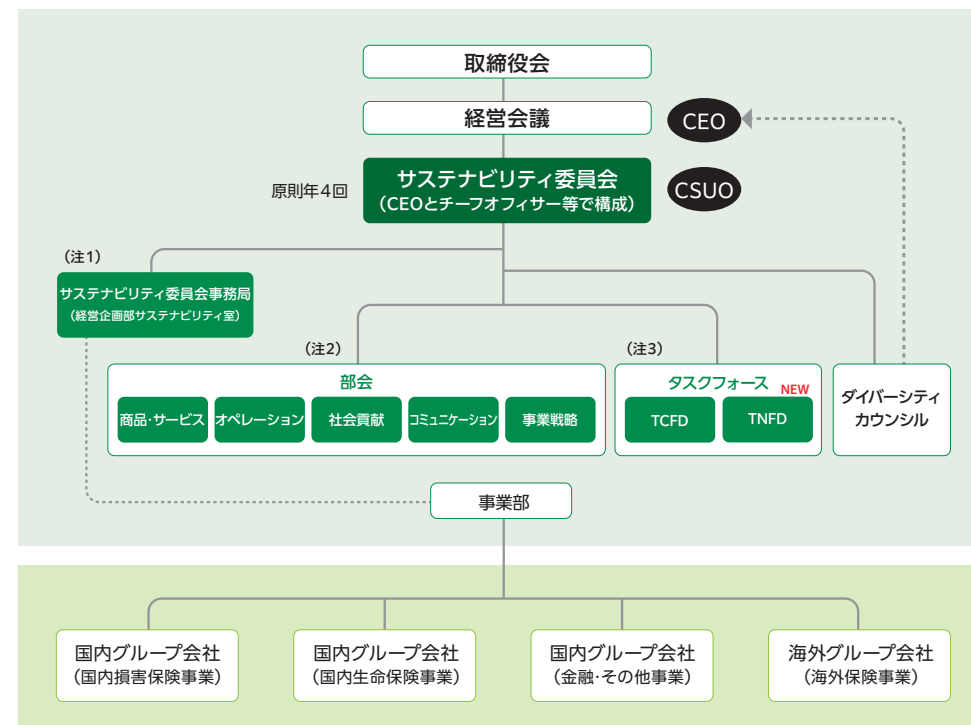 取締役会
経営会議
CEO
原則年4回
サステナビリティ委員会
(CEOとチーフオフィサー等で構成)
CSUO
(注1)
サステナビリティ委員会事務局
(経営企画部サステナビリティ室)
(注2)
(注3)
部会
商品・サービス
オペレーション
社会貢献
コミュニケーション
事業戦略
タスクフォース
NEW
TCFD
TNFD
ダイバーシティ
カウンシル
事業部
国内グループ会社
(国内損害保険事業)
国内グループ会社
(国内生命保険事業)
国内グループ会社
(金融・その他事業)
海外グループ会社
(海外保険事業)